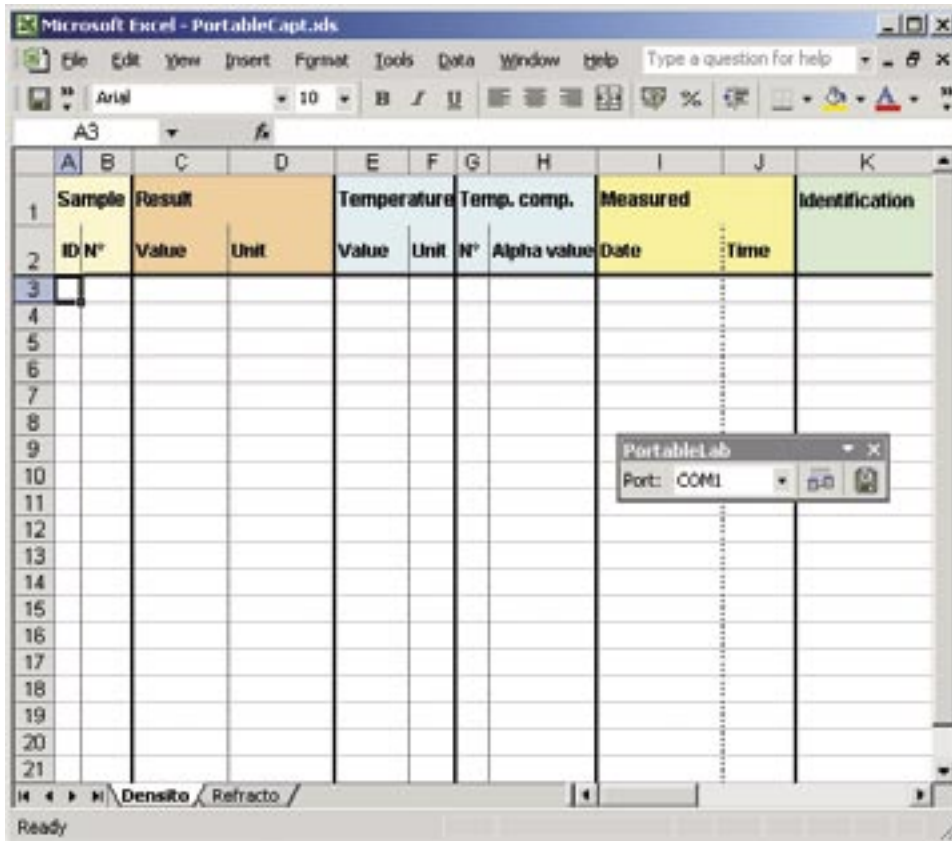 Microsoft Excel - PortableCapt.xls
File Edit View Insert Format Tools Data Window Help Type a question for help
Arial 10 B I U %
A3 fx
A B C D E F G H I J K
1 Sample Result Temperature Temp. comp. Measured Identification
2 ID N° Value Unit Value Unit N° Alpha value Date Time
3
4
5
6
7
8
9
PortableLab
10
Port: COM1
11
12
13
14
15
16
17
18
19
20
21
Densito Refracto
Ready